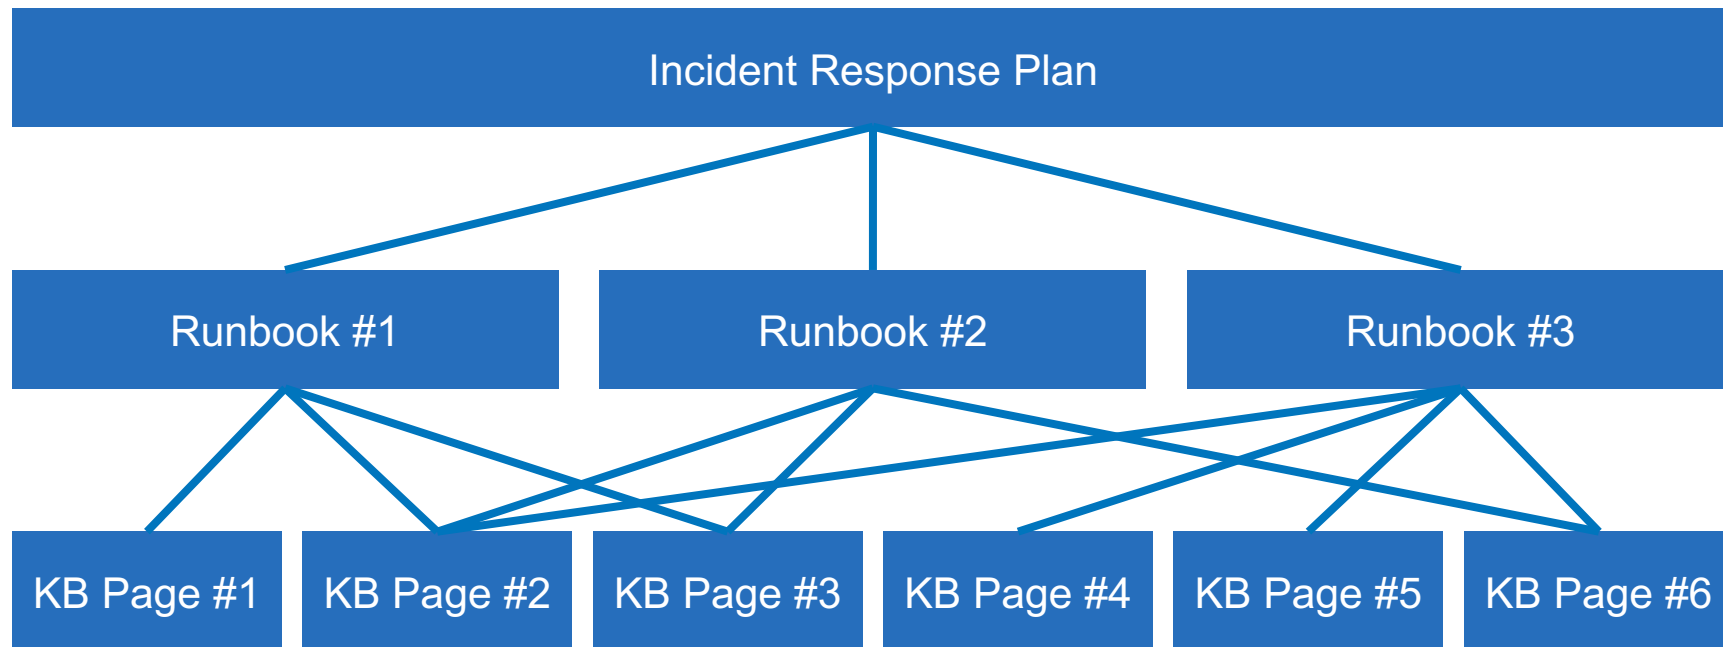 Incident Response Plan
Runbook #1
Runbook #2
Runbook #3
KB Page #1
KB Page #2
KB Page #3
KB Page #4
KB Page #5
KB Page #6